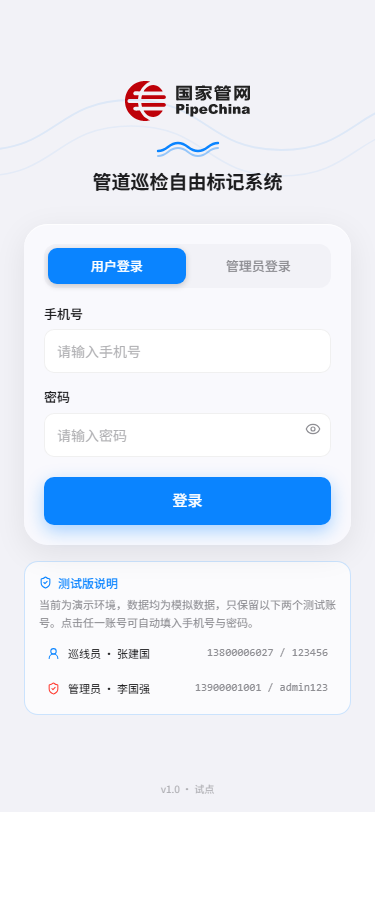 国家管网
PipeChina
管道巡检自由标记系统
用户登录
管理员登录
手机号
请输入手机号
密码
请输入密码
登录
测试版说明
当前为演示环境，数据均为模拟数据，只保留以下两个测试账
号。点击任一账号可自动填入手机号与密码。
巡线员 · 张建国 13800006027 / 123456
管理员 · 李国强 13900001001 / admin123
v1.0 · 试点